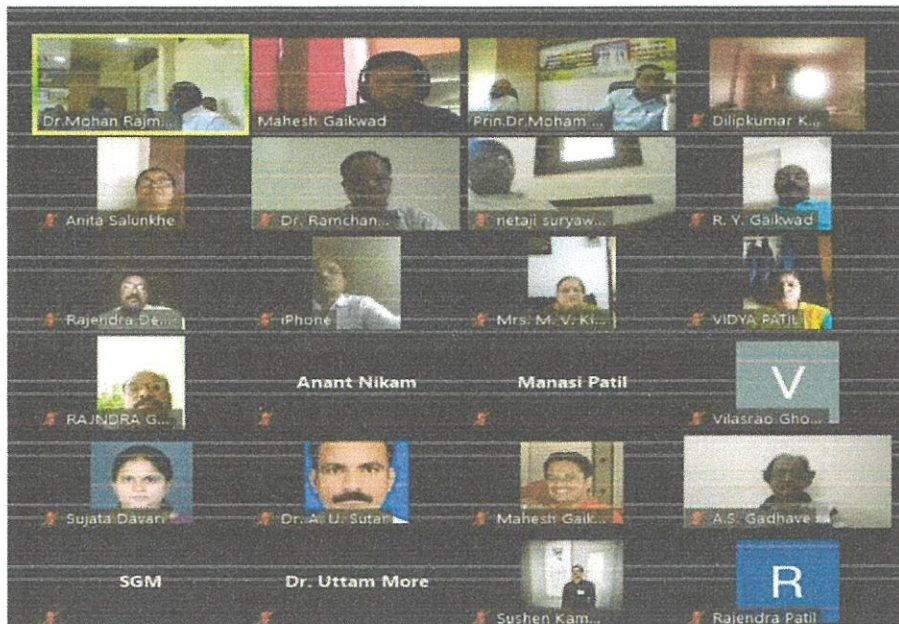 Dr.Mohan Rajm...
Mahesh Gaikwad
Prin.Dr.Moham ...
Dilipkumar K...
Anita Salunkhe
Dr. Ramchan...
netaji suryaw...
R. Y. Gaikwad
Rajendra De...
iPhone
Mrs. M. V. Ki...
VIDYA PATIL
RAJNDRA G...
Anant Nikam
Manasi Patil
V
Vilasrao Gho...
Sujata Davari
Dr. A. U. Sutar
Mahesh Gaik...
A.S. Gadhave
SGM
Dr. Uttam More
Sushen Kam...
R
Rajendra Patil